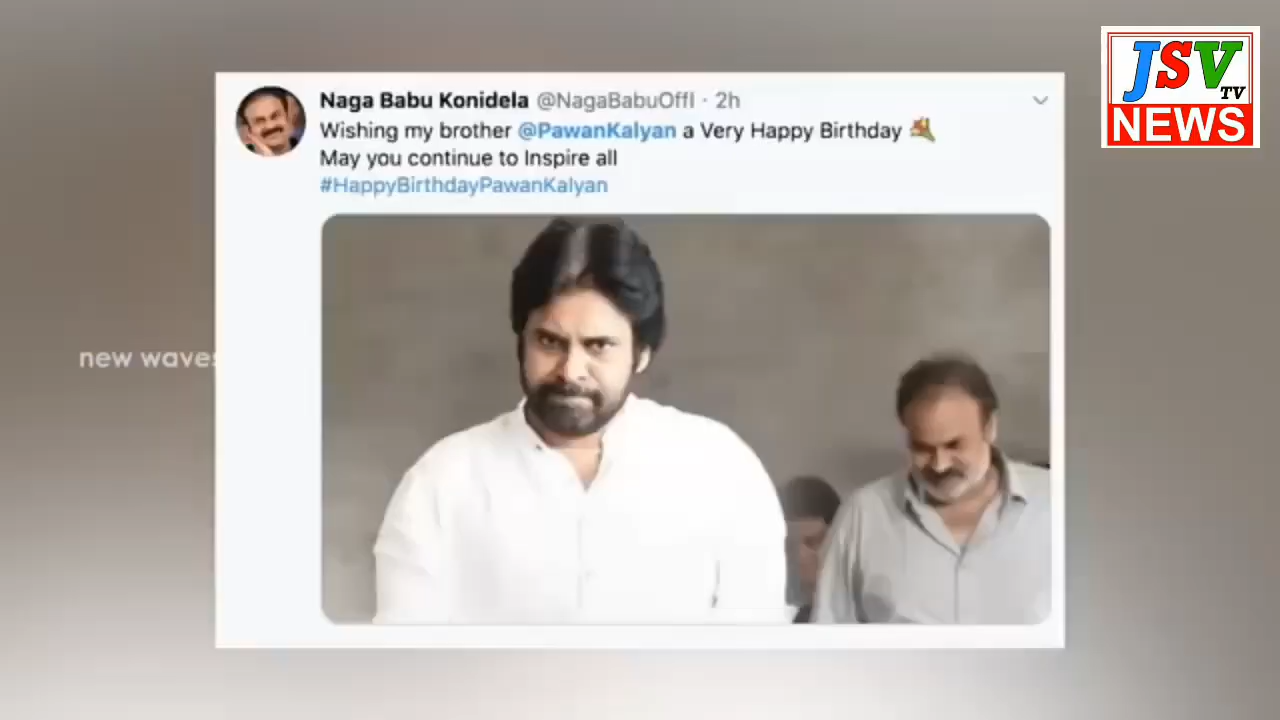 Naga Babu Konidela @NagaBabuOffl · 2h
Wishing my brother @PawanKalyan a Very Happy Birthday 💐
May you continue to Inspire all
#HappyBirthdayPawanKalyan
JSV
TV
NEWS
new waves